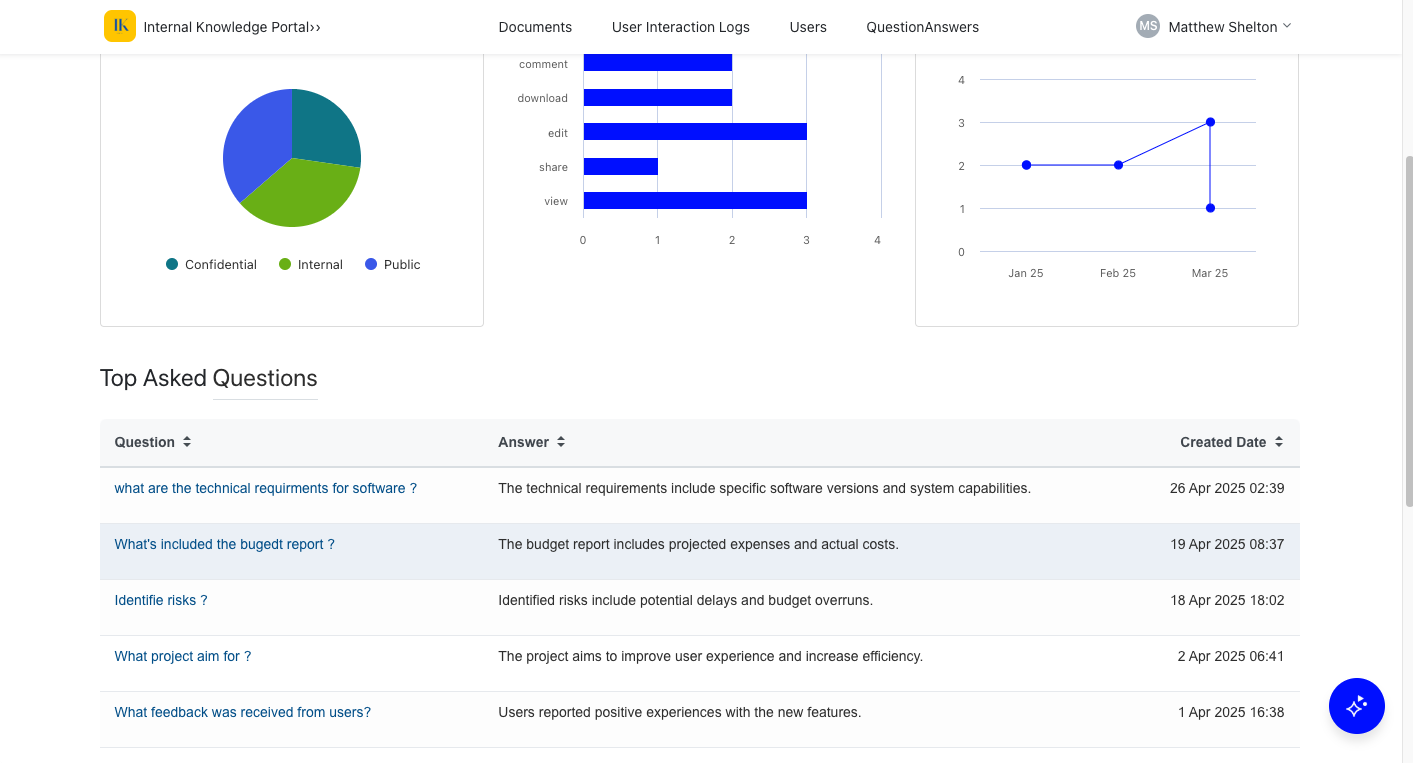 lk Internal Knowledge Portal›› Documents User Interaction Logs Users QuestionAnswers MS Matthew Shelton
comment
download
edit
share
view
0 1 2 3 4
Confidential Internal Public
4
3
2
1
0
Jan 25 Feb 25 Mar 25
Top Asked Questions
Question Answer Created Date
what are the technical requirments for software ? The technical requirements include specific software versions and system capabilities. 26 Apr 2025 02:39
What's included the bugedt report ? The budget report includes projected expenses and actual costs. 19 Apr 2025 08:37
Identifie risks ? Identified risks include potential delays and budget overruns. 18 Apr 2025 18:02
What project aim for ? The project aims to improve user experience and increase efficiency. 2 Apr 2025 06:41
What feedback was received from users? Users reported positive experiences with the new features. 1 Apr 2025 16:38